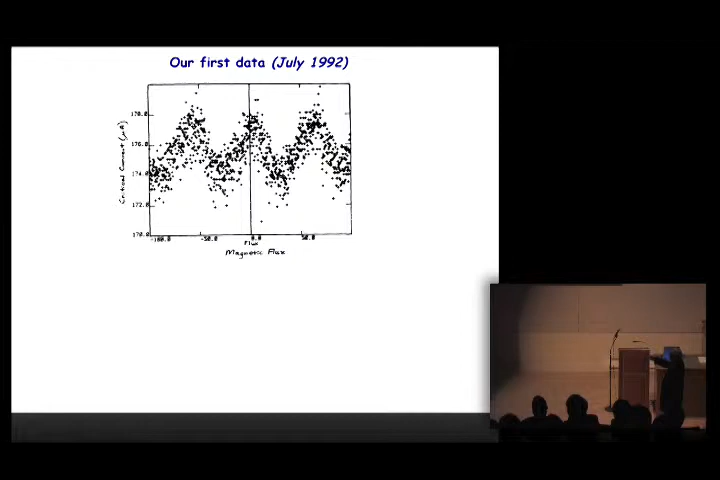 Our first data (July 1992)
Critical Current (μA)
178.0
176.0
174.0
172.0
170.0
-100.0 -50.0 0.0 50.0
Flux
Magnetic Flux